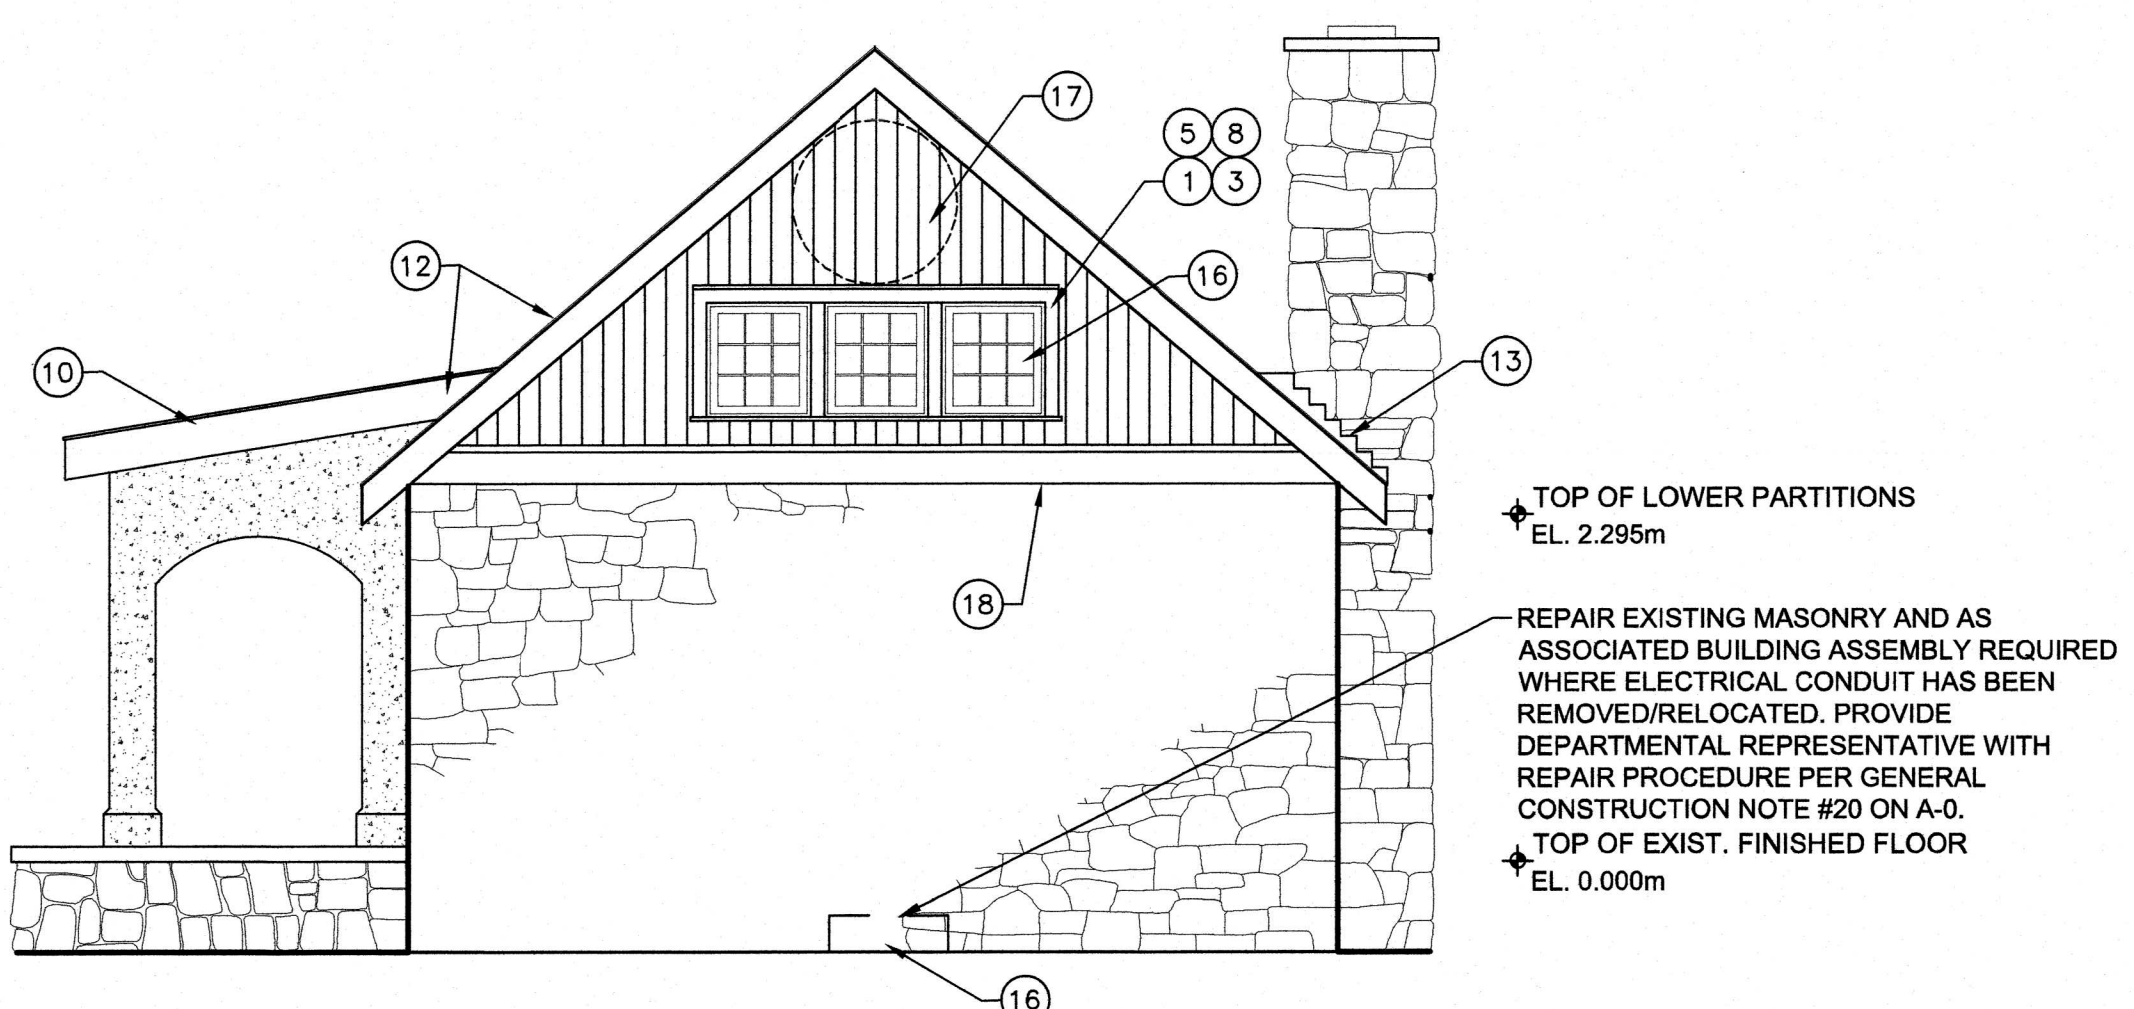 17
5 8
1 3
12
16
10
13
TOP OF LOWER PARTITIONS
EL. 2.295m
18
REPAIR EXISTING MASONRY AND AS
ASSOCIATED BUILDING ASSEMBLY REQUIRED
WHERE ELECTRICAL CONDUIT HAS BEEN
REMOVED/RELOCATED. PROVIDE
DEPARTMENTAL REPRESENTATIVE WITH
REPAIR PROCEDURE PER GENERAL
CONSTRUCTION NOTE #20 ON A-0.
TOP OF EXIST. FINISHED FLOOR
EL. 0.000m
16